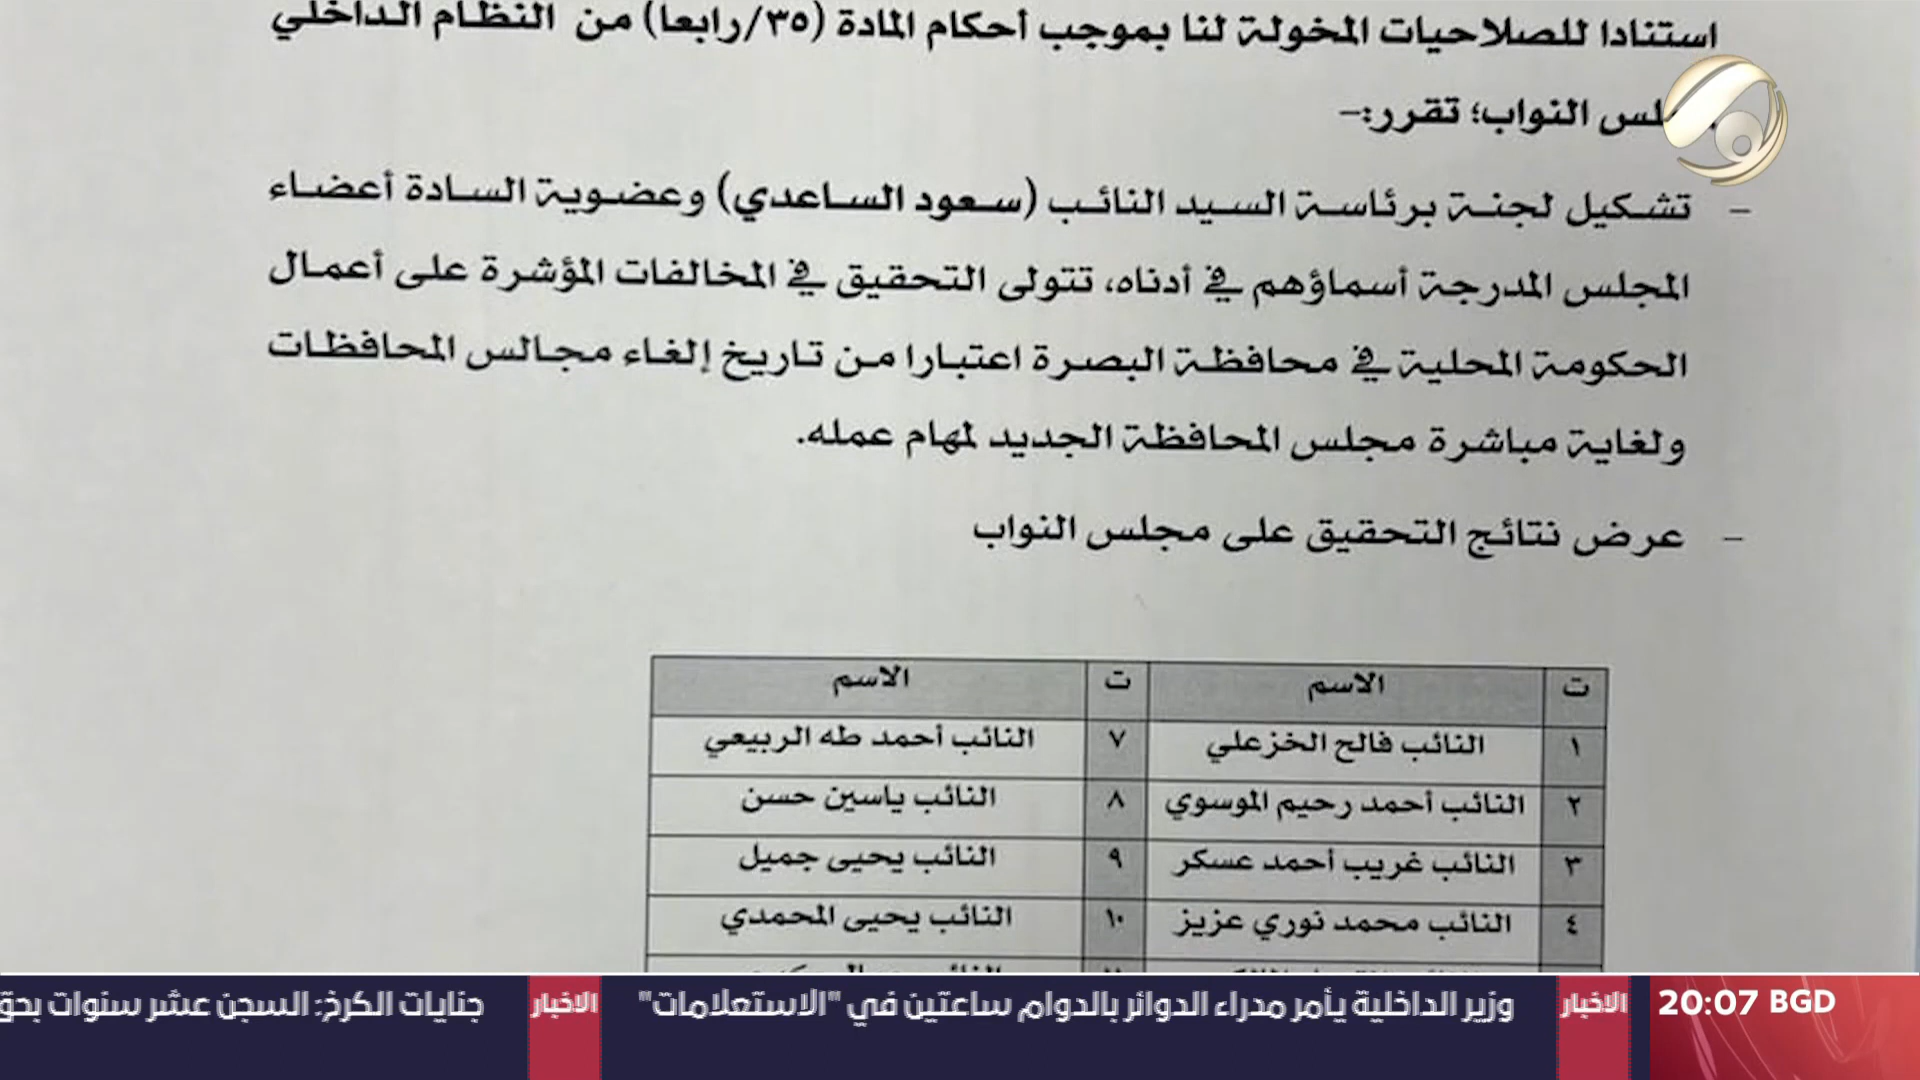 استنادا للصلاحيات المخولة لنا بموجب أحكام المادة (٣٥/رابعا) من النظام الداخلي
النواب؛ تقرر:-
- تشكيل لجنة برئاسة السيد النائب (سعود الساعدي) وعضوية السادة أعضاء
المجلس المدرجة أسماؤهم في أدناه، تتولى التحقيق في المخالفات المؤشرة على أعمال
الحكومة المحلية في محافظة البصرة اعتبارا من تاريخ إلغاء مجالس المحافظات
ولغاية مباشرة مجلس المحافظة الجديد لمهام عمله.
- عرض نتائج التحقيق على مجلس النواب
ت الاسم ت الاسم
١ النائب فالح الخزعلي ٧ النائب أحمد طه الربيعي
٢ النائب أحمد رحيم الموسوي ٨ النائب ياسين حسن
٣ النائب غريب أحمد عسكر ٩ النائب يحيى جميل
٤ النائب محمد نوري عزيز ١٠ النائب يحيى المحمدي
20:07 BGD الاخبار وزير الداخلية يأمر مدراء الدوائر بالدوام ساعتين في "الاستعلامات" الاخبار جنايات الكرخ: السجن عشر سنوات بحق